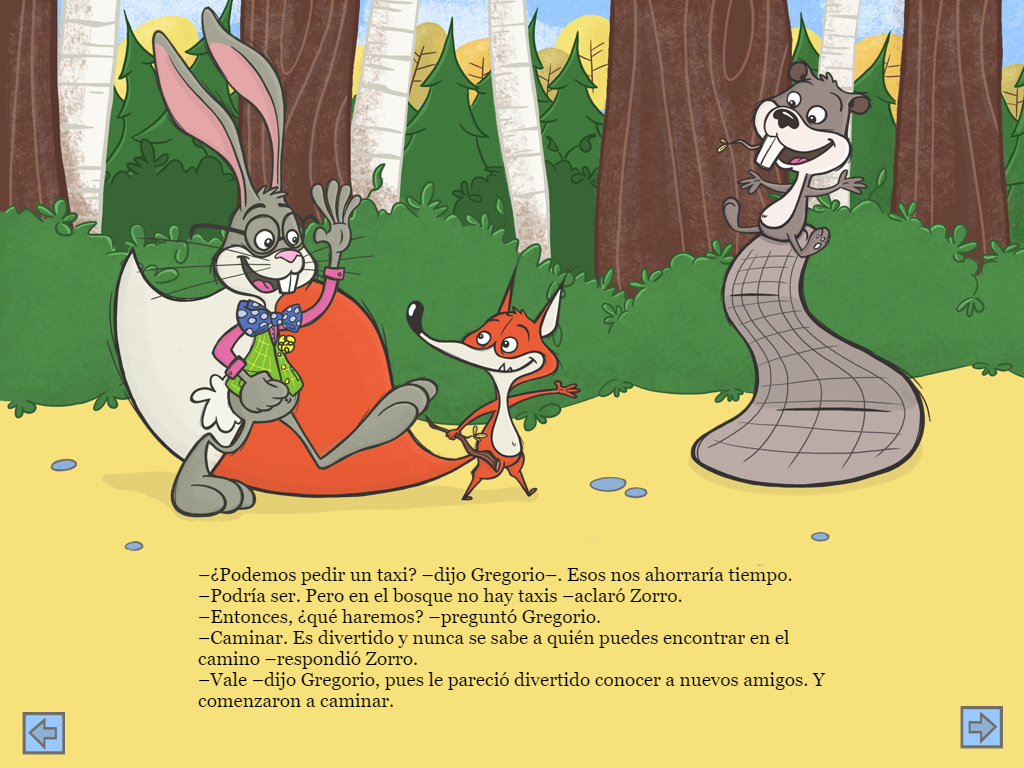 –¿Podemos pedir un taxi? –dijo Gregorio–. Esos nos ahorraría tiempo.
–Podría ser. Pero en el bosque no hay taxis –aclaró Zorro.
–Entonces, ¿qué haremos? –preguntó Gregorio.
–Caminar. Es divertido y nunca se sabe a quién puedes encontrar en el
camino –respondió Zorro.
–Vale –dijo Gregorio, pues le pareció divertido conocer a nuevos amigos. Y
comenzaron a caminar.